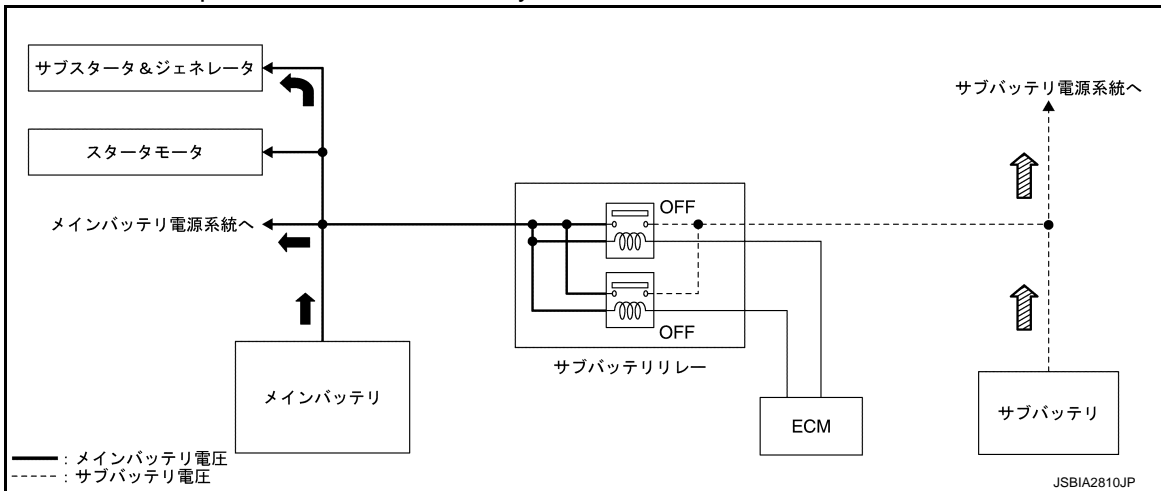 サブスタータ&ジェネレータ
サブバッテリ電源系統へ
スタータモータ
OFF
メインバッテリ電源系統へ
OFF
サブバッテリリレー
メインバッテリ
ECM
サブバッテリ
: メインバッテリ電圧
: サブバッテリ電圧
JSBIA2810JP